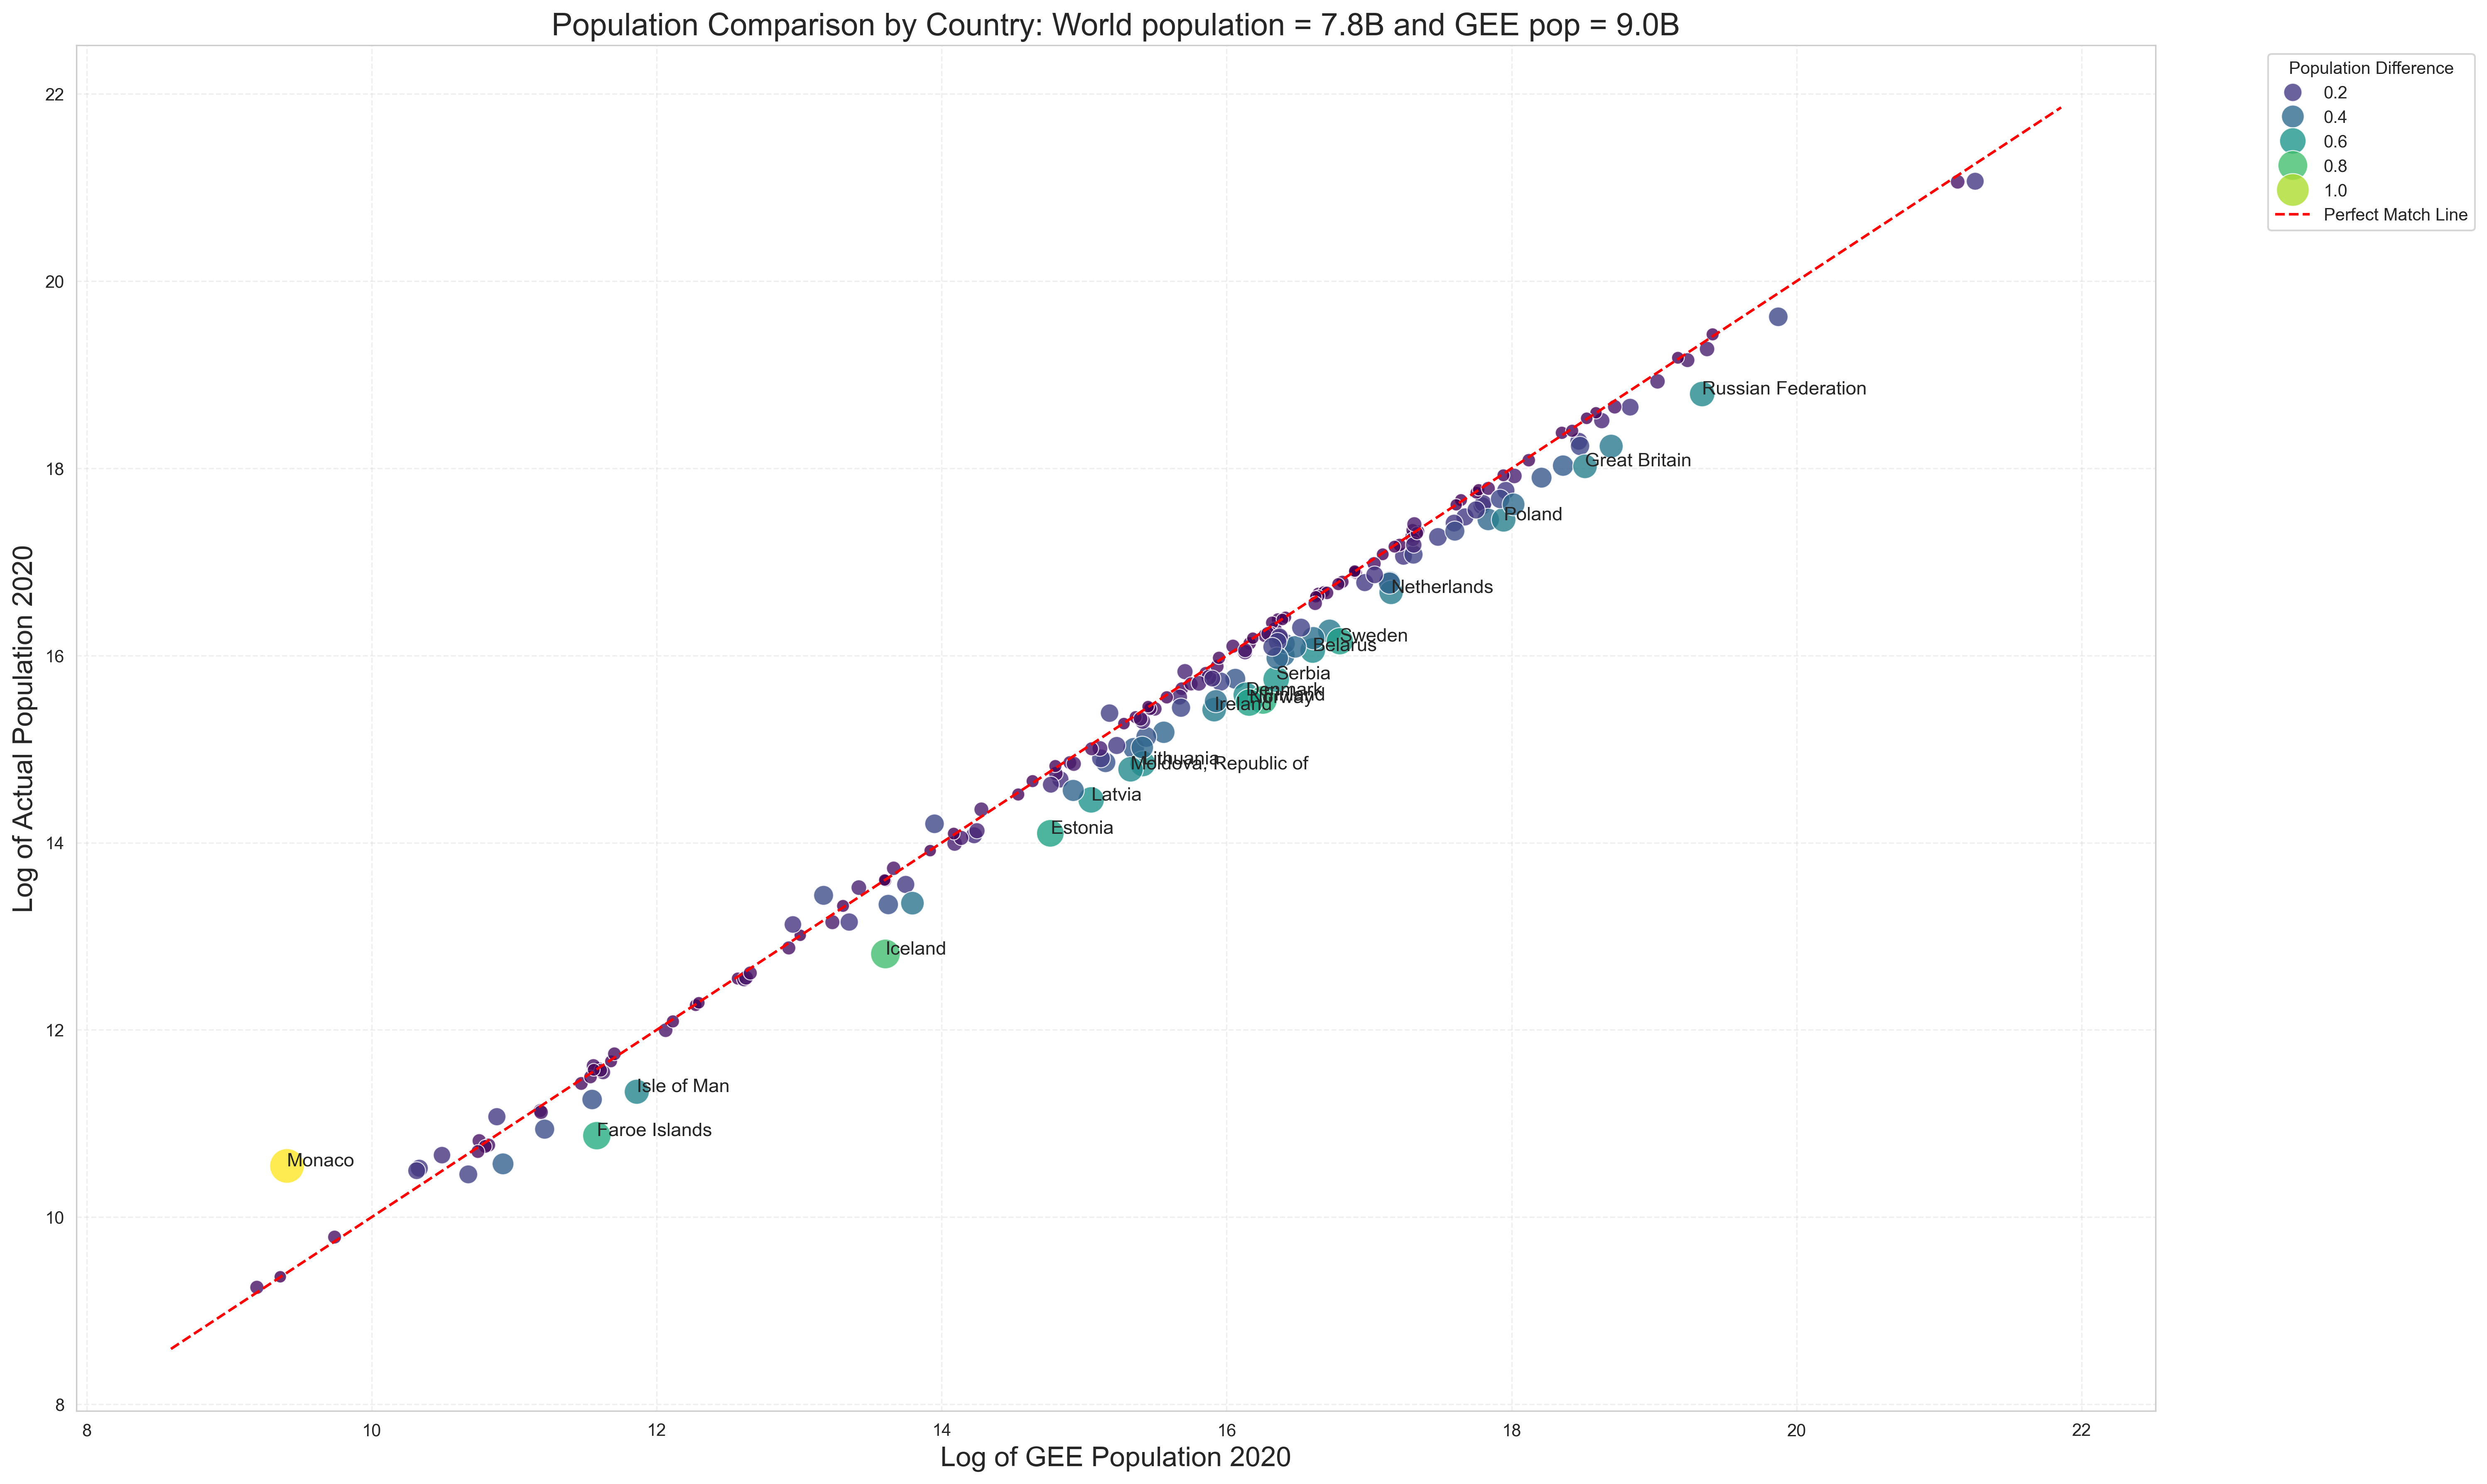 Population Comparison by Country: World population = 7.8B and GEE pop = 9.0B
Population Difference
0.2
0.4
0.6
0.8
1.0
Perfect Match Line
Log of Actual Population 2020
22
20
18
16
14
12
10
8
Russian Federation
Great Britain
Poland
Netherlands
Sweden
Belarus
Serbia
Denmark
Finland
Norway
Ireland
Lithuania
Moldova, Republic of
Latvia
Estonia
Iceland
Isle of Man
Faroe Islands
Monaco
8
10
12
14
16
18
20
22
Log of GEE Population 2020